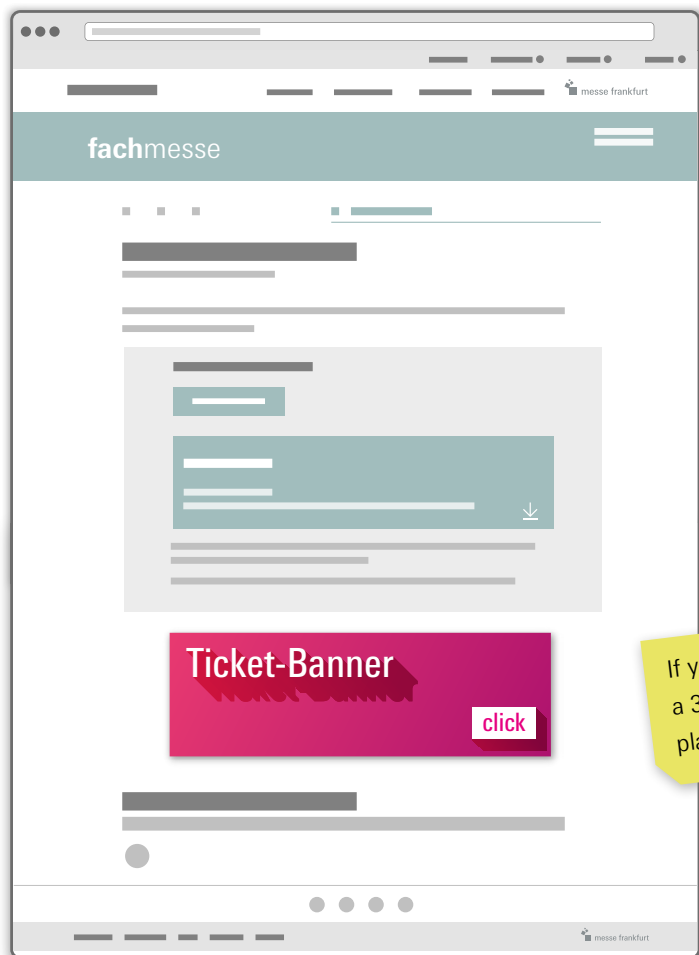 messe frankfurt
fachmesse
Ticket-Banner
click
If y
a 3
pla
messe frankfurt